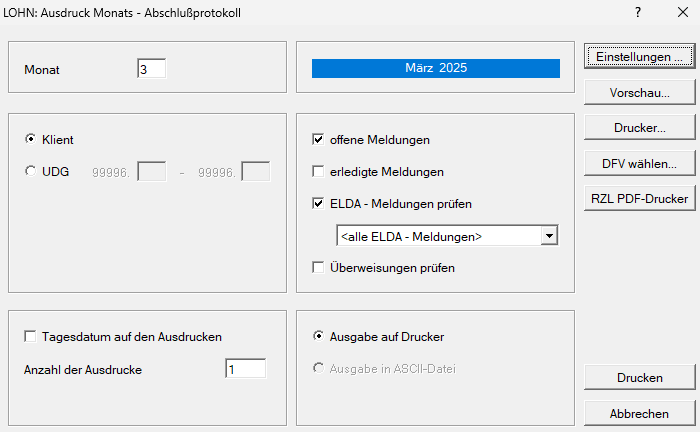 LOHN: Ausdruck Monats - Abschlußprotokoll
Monat 3
März 2025
Einstellungen ...
Vorschau...
Drucker...
DFV wählen...
RZL PDF-Drucker
Klient
UDG 99996. - 99996.
offene Meldungen
erledigte Meldungen
ELDA - Meldungen prüfen
<alle ELDA - Meldungen>
Überweisungen prüfen
Tagesdatum auf den Ausdrucken
Anzahl der Ausdrucke 1
Ausgabe auf Drucker
Ausgabe in ASCII-Datei
Drucken
Abbrechen